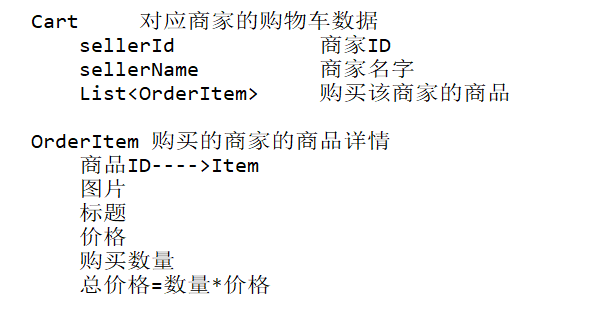 Cart 对应商家的购物车数据
sellerId 商家ID
sellerName 商家名字
List<OrderItem> 购买该商家的商品
OrderItem 购买的商家的商品详情
商品ID---->Item
图片
标题
价格
购买数量
总价格=数量*价格